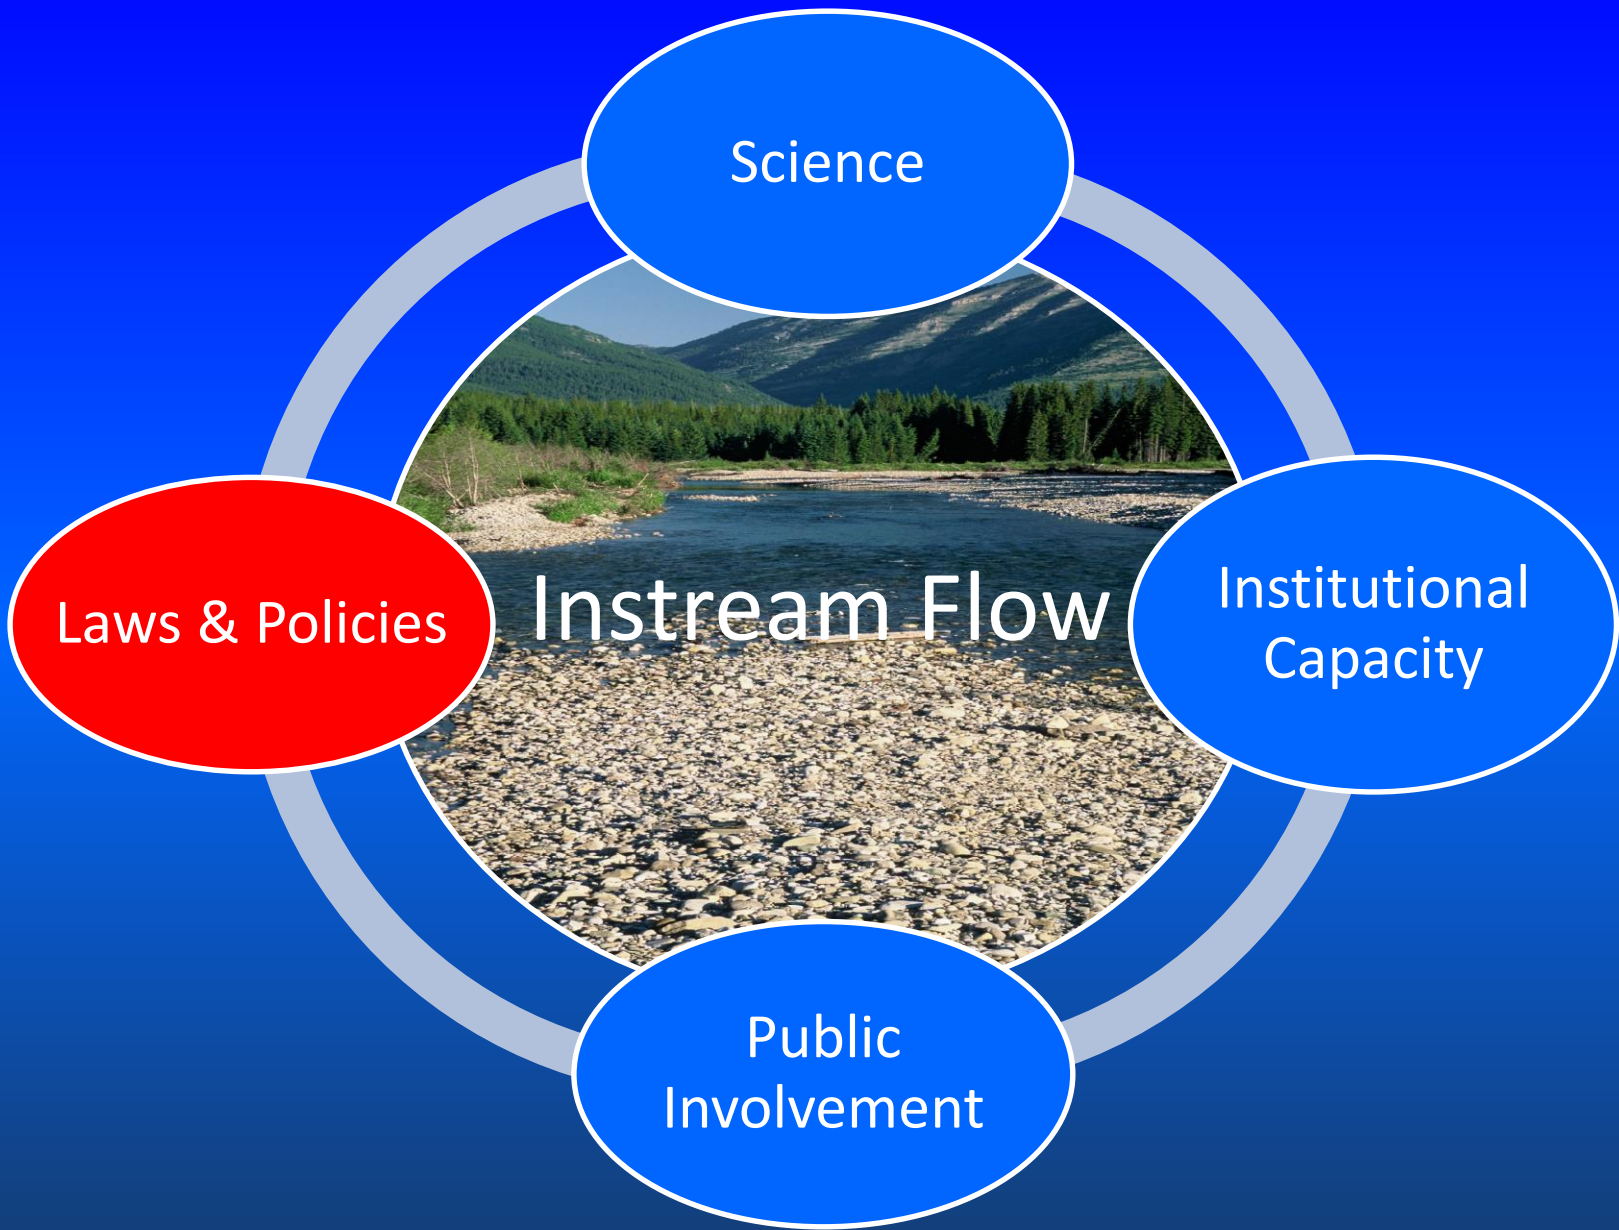 Science
Laws & Policies
Instream Flow
Institutional
Capacity
Public
Involvement